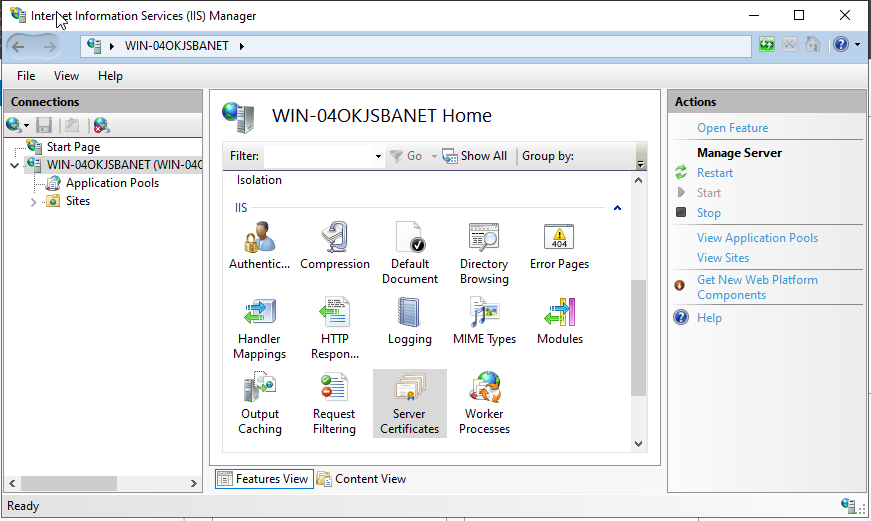 Internet Information Services (IIS) Manager
WIN-04OKJSBANET
File View Help
Connections
Start Page
WIN-04OKJSBANET (WIN-04O
Application Pools
Sites
WIN-04OKJSBANET Home
Filter: Go Show All Group by:
Isolation
IIS
Authentic... Compression Default Document Directory Browsing Error Pages
404
Handler Mappings HTTP Respon... Logging MIME Types Modules
Output Caching Request Filtering Server Certificates Worker Processes
Features View Content View
Actions
Open Feature
Manage Server
Restart
Start
Stop
View Application Pools
View Sites
Get New Web Platform
Components
Help
Ready